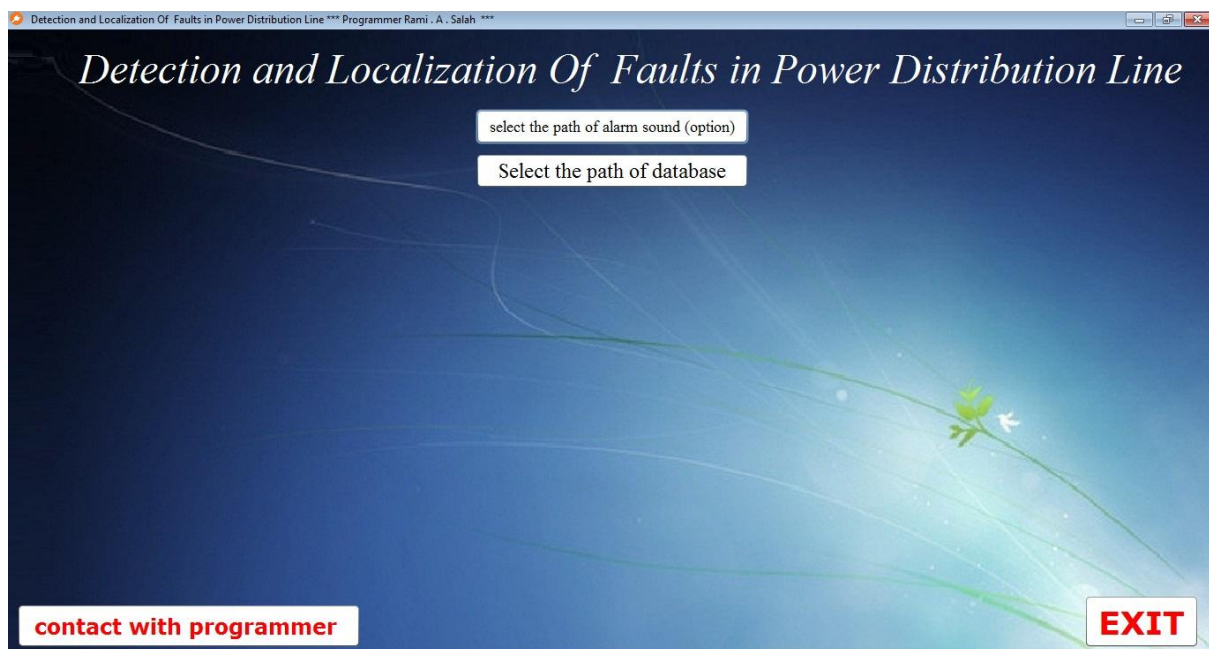 Detection and Localization Of Faults in Power Distribution Line *** Programmer Rami . A . Salah ***
Detection and Localization Of Faults in Power Distribution Line
select the path of alarm sound (option)
Select the path of database
contact with programmer
EXIT